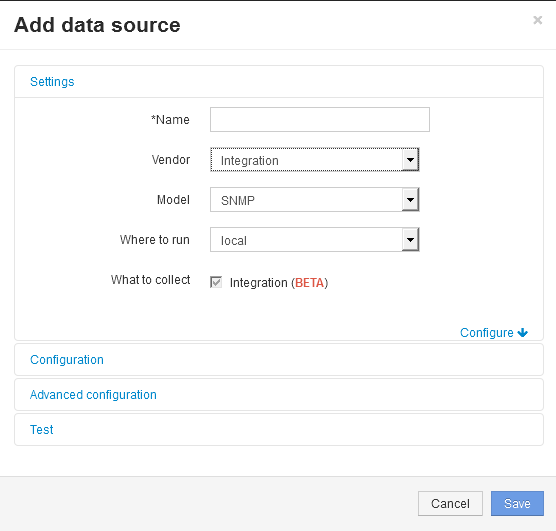 Add data source
×
Settings
*Name
Vendor Integration
Model SNMP
Where to run local
What to collect Integration (BETA)
Configure
Configuration
Advanced configuration
Test
Cancel Save